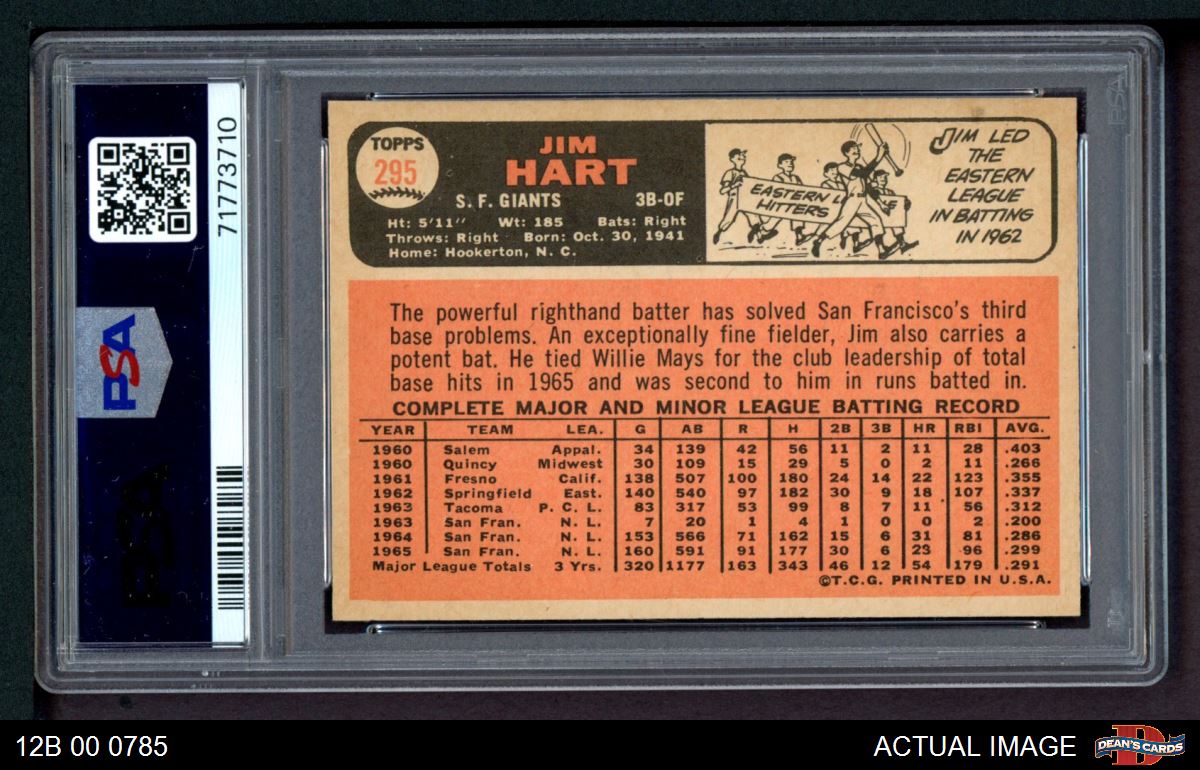 71773710
PSA
PSA
PSA
TOPPS
295
JIM
HART
S. F. GIANTS 3B-OF
Ht: 5'11" Wt: 185 Bats: Right
Throws: Right Born: Oct. 30, 1941
Home: Hookerton, N. C.
EASTERN L
HITTERS
JIM LED
THE
EASTERN
LEAGUE
IN BATTING
IN 1962
The powerful righthand batter has solved San Francisco's third
base problems. An exceptionally fine fielder, Jim also carries a
potent bat. He tied Willie Mays for the club leadership of total
base hits in 1965 and was second to him in runs batted in.
COMPLETE MAJOR AND MINOR LEAGUE BATTING RECORD
YEAR TEAM LEA. G AB R H 2B 3B HR RBI AVG.
1960 Salem Appal. 34 139 42 56 11 2 11 28 .403
1960 Quincy Midwest 30 109 15 29 5 0 2 11 .266
1961 Fresno Calif. 138 507 100 180 24 14 22 123 .355
1962 Springfield East. 140 540 97 182 30 9 18 107 .337
1963 Tacoma P. C. L. 83 317 53 99 8 7 11 56 .312
1963 San Fran. N. L. 7 20 1 4 1 0 0 2 .200
1964 San Fran. N. L. 153 566 71 162 15 6 31 81 .286
1965 San Fran. N. L. 160 591 91 177 30 6 23 96 .299
Major League Totals 3 Yrs. 320 1177 163 343 46 12 54 179 .291
©T.C.G. PRINTED IN U.S.A.
12B 00 0785
ACTUAL IMAGE
DEAN'S CARDS